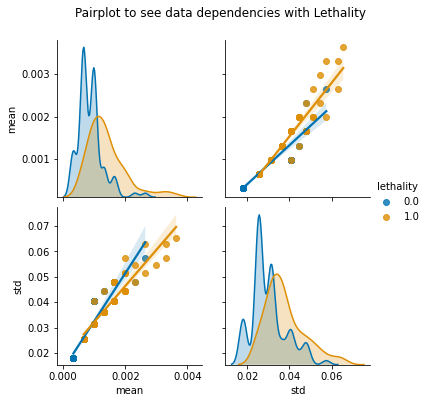 Pairplot to see data dependencies with Lethality
0.003
0.002
0.001
mean
lethality
0.0
1.0
0.07
0.06
0.05
0.04
0.03
0.02
std
0.000 0.002 0.004
mean
0.02 0.04 0.06
std